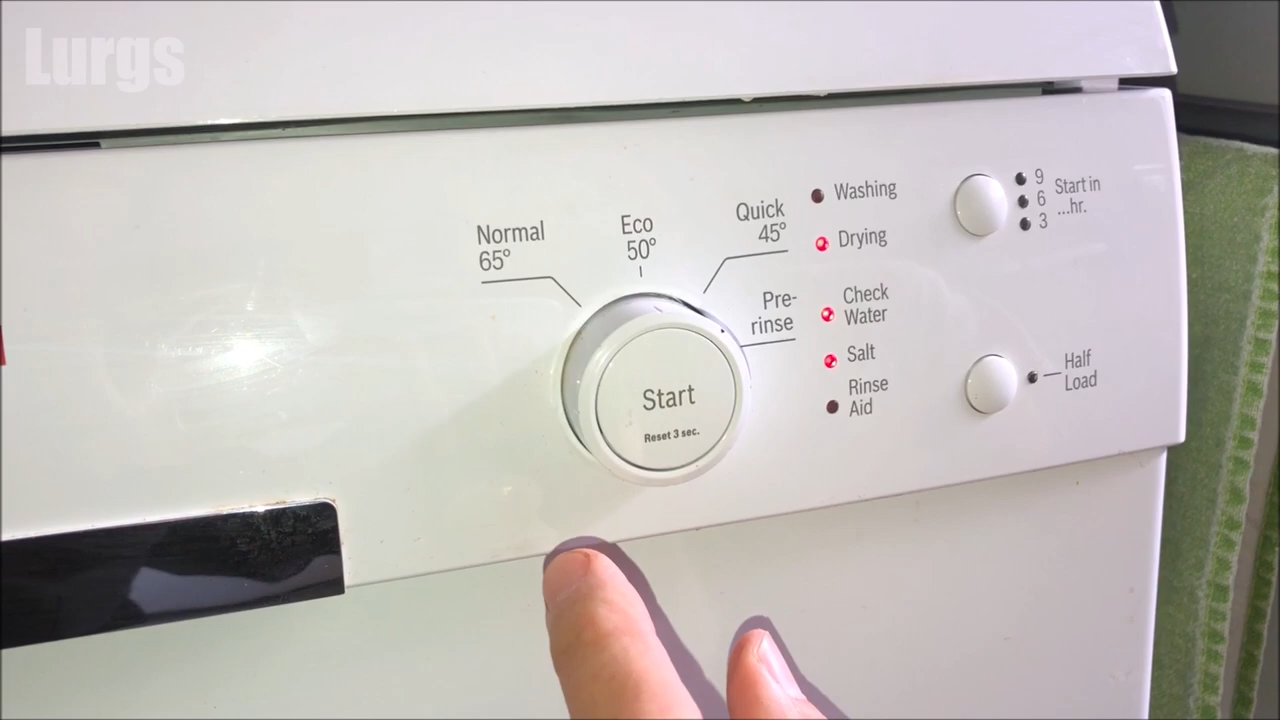 Lurgs
Normal
65°
Eco
50°
Quick
45°
Pre-
rinse
Start
Reset 3 sec.
Washing
Drying
Check
Water
Salt
Rinse
Aid
9
6
3
Start in
...hr.
Half
Load